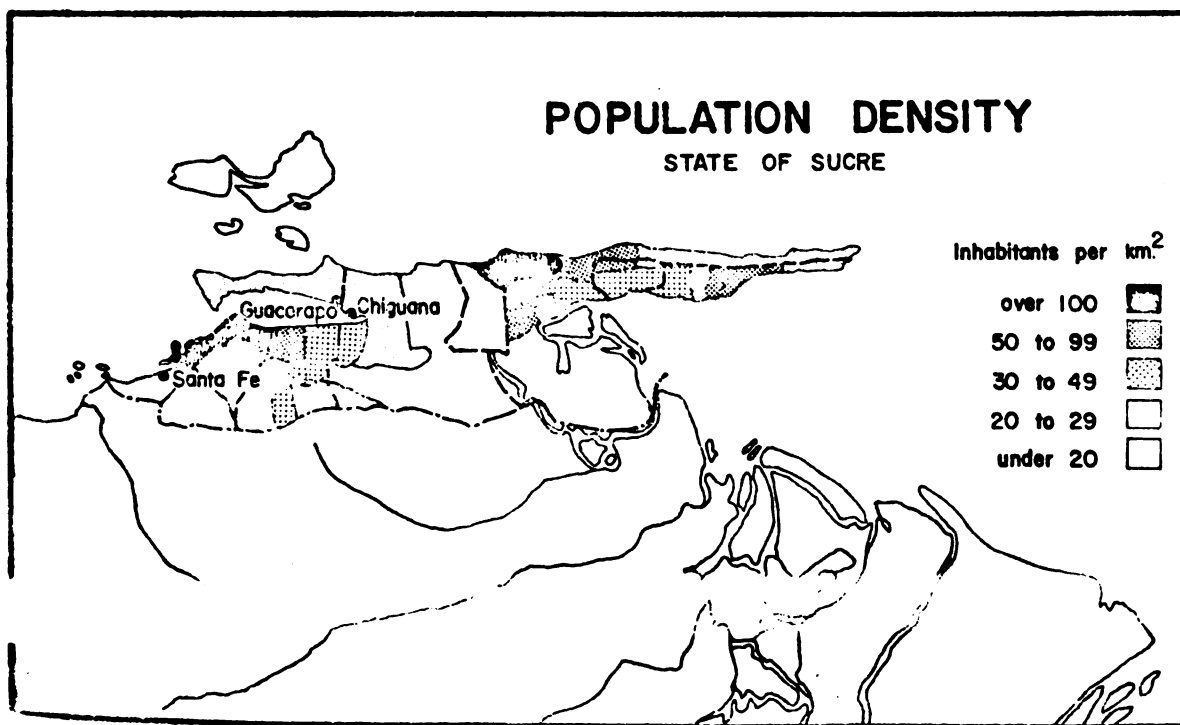 POPULATION DENSITY
STATE OF SUCRE
Inhabitants per km.2
over 100
50 to 99
30 to 49
20 to 29
under 20
Guacarapo Chiguana
Santa Fe